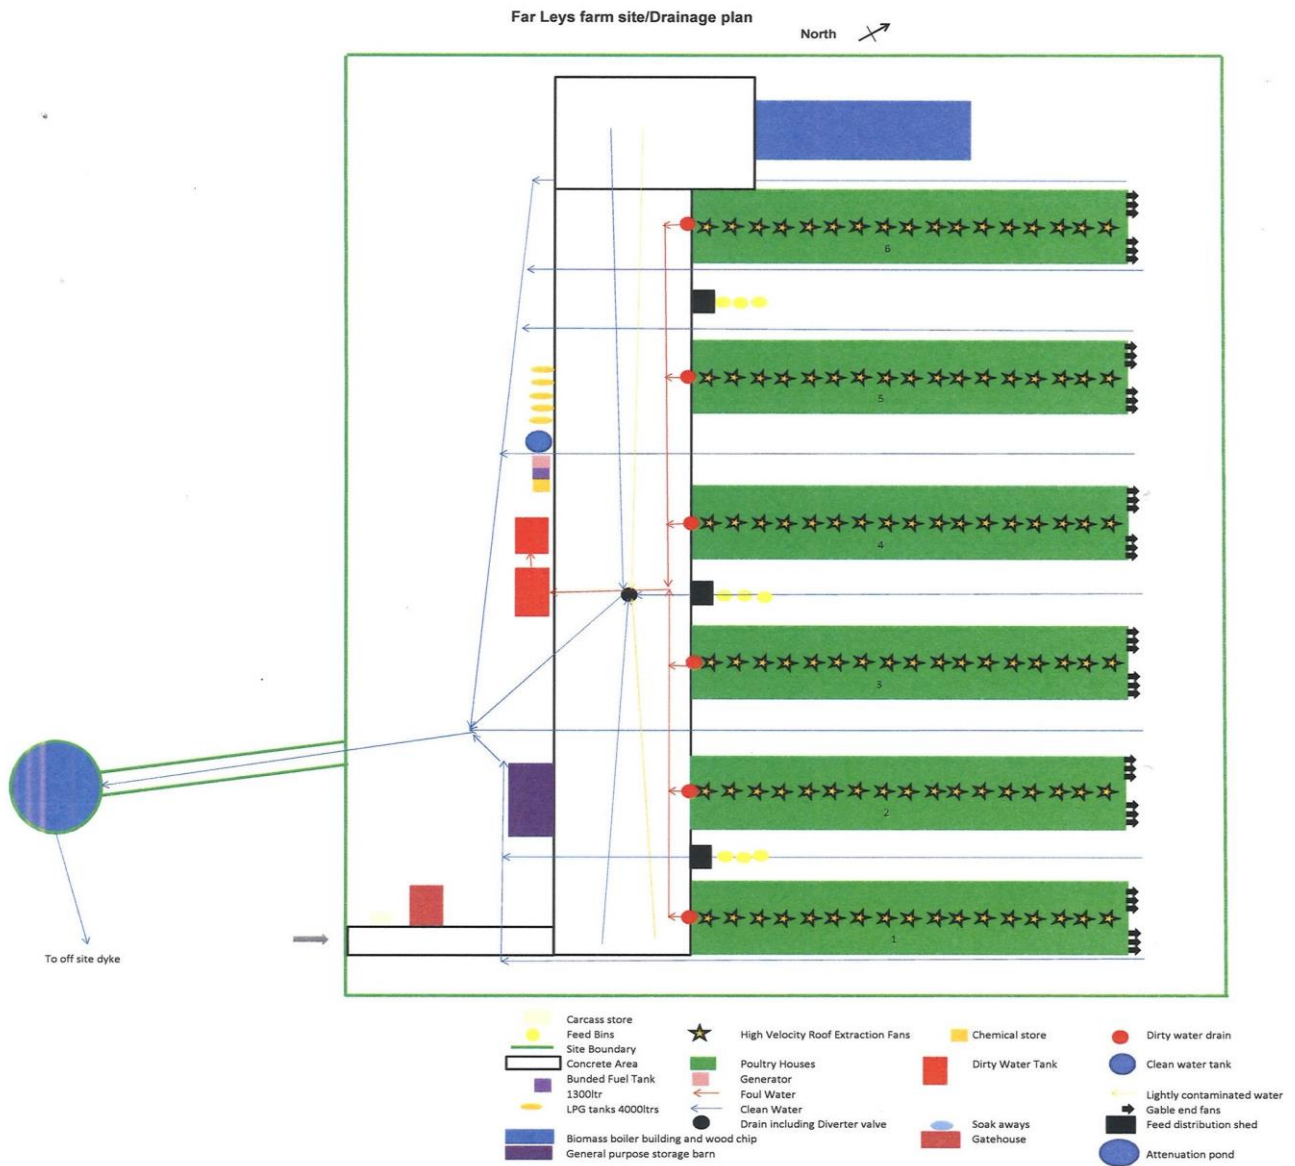 Far Leys farm site/Drainage plan
North
6
5
4
3
2
1
To off site dyke
Carcass store
Feed Bins
Site Boundary
Concrete Area
Bunded Fuel Tank
1300ltr
LPG tanks 4000ltrs
Biomass boiler building and wood chip
General purpose storage barn
High Velocity Roof Extraction Fans
Poultry Houses
Generator
Foul Water
Clean Water
Drain including Diverter valve
Chemical store
Dirty Water Tank
Soak aways
Gatehouse
Dirty water drain
Clean water tank
Lightly contaminated water
Gable end fans
Feed distribution shed
Attenuation pond